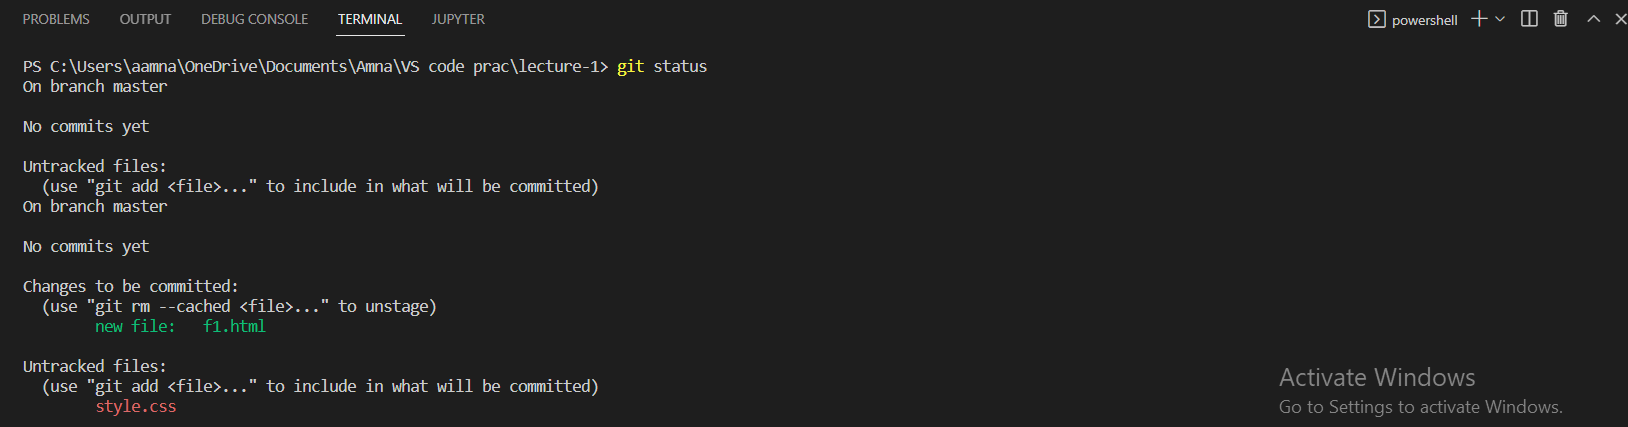 PROBLEMS OUTPUT DEBUG CONSOLE TERMINAL JUPYTER powershell
PS C:\Users\aamna\OneDrive\Documents\Amna\VS code prac\lecture-1> git status
On branch master
No commits yet
Untracked files:
(use "git add <file>..." to include in what will be committed)
On branch master
No commits yet
Changes to be committed:
(use "git rm --cached <file>..." to unstage)
new file: f1.html
Untracked files:
(use "git add <file>..." to include in what will be committed)
style.css
Activate Windows
Go to Settings to activate Windows.